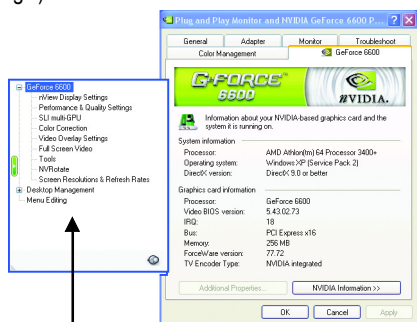 Plug and Play Monitor and NVIDIA GeForce 6600 P...
General Adapter Monitor Troubleshoot
Color Management GeForce 6600
GEFORCE
6600
NVIDIA.
Information about your NVIDIA-based graphics card and the
system it is running on.
System information
Processor: AMD Athlon(tm) 64 Processor 3400+
Operating system: Windows XP (Service Pack 2)
DirectX version: DirectX 9.0 or better
Graphics card information
Processor: GeForce 6600
Video BIOS version: 5.43.02.73
IRQ: 18
Bus: PCI Express x16
Memory: 256 MB
ForceWare version: 77.72
TV Encoder Type: NVIDIA integrated
Additional Properties... NVIDIA Information >>
OK Cancel Apply
GeForce 6600
nView Display Settings
Performance & Quality Settings
SLI multi-GPU
Color Correction
Video Overlay Settings
Full Screen Video
Tools
NVRotate
Screen Resolutions & Refresh Rates
Desktop Management
Menu Editing